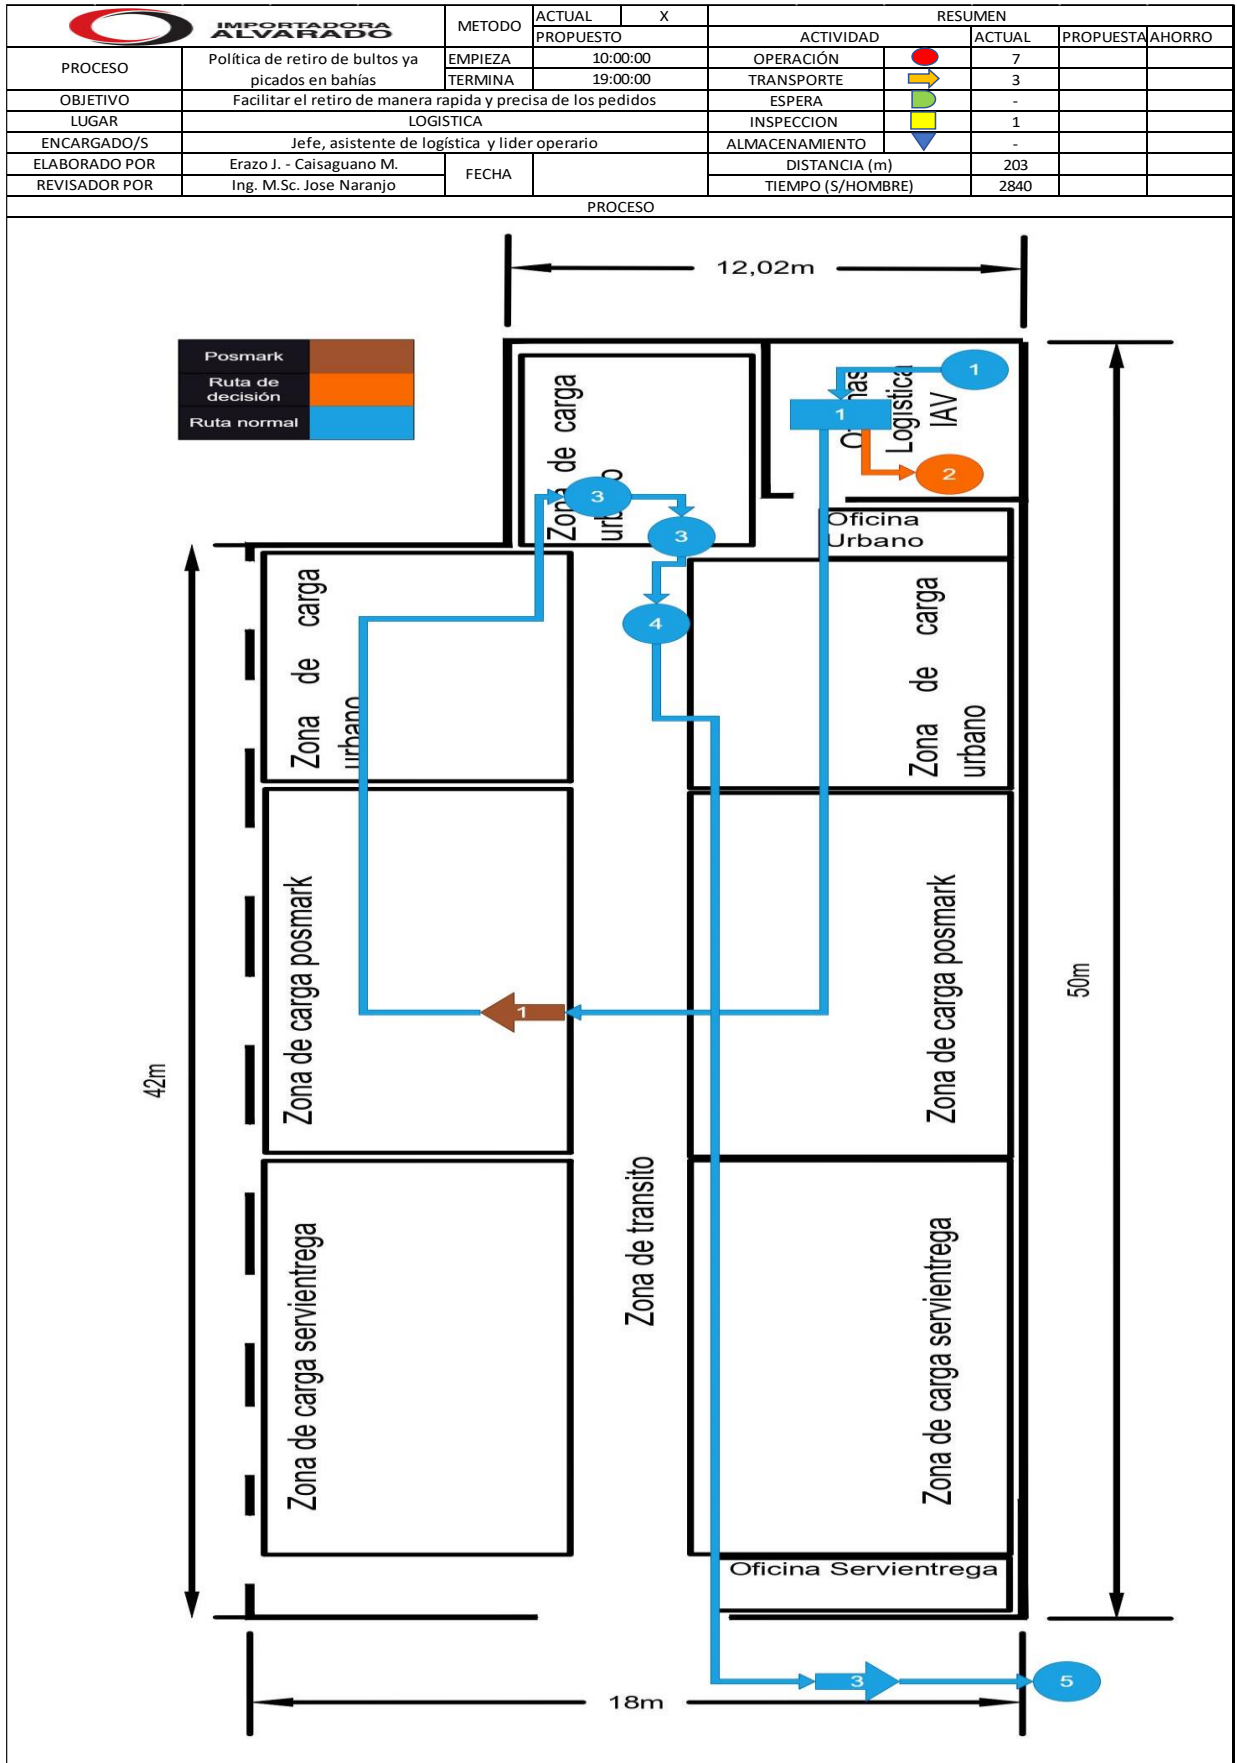 IMPORTADORA
ALVARADO
METODO
ACTUAL X
PROPUESTO
RESUMEN
ACTIVIDAD ACTUAL PROPUESTA AHORRO
PROCESO
Política de retiro de bultos ya
picados en bahías
EMPIEZA 10:00:00
TERMINA 19:00:00
OPERACIÓN 7
TRANSPORTE 3
OBJETIVO Facilitar el retiro de manera rapida y precisa de los pedidos
ESPERA -
LUGAR LOGISTICA
INSPECCION 1
ENCARGADO/S Jefe, asistente de logística y lider operario
ALMACENAMIENTO -
ELABORADO POR Erazo J. - Caisaguano M.
FECHA
DISTANCIA (m) 203
REVISADOR POR Ing. M.Sc. Jose Naranjo
TIEMPO (S/HOMBRE) 2840
PROCESO
12,02m
Posmark
Ruta de
decisión
Ruta normal
Zona de carga
urbano
Logística
IAV
1
1
2
3
3
4
Oficina
Urbano
Zona de carga
urbano
Zona de carga
urbano
Zona de carga posmark
1
Zona de carga posmark
50m
42m
Zona de transito
Zona de carga servientrega
Zona de carga servientrega
Oficina Servientrega
3
5
18m